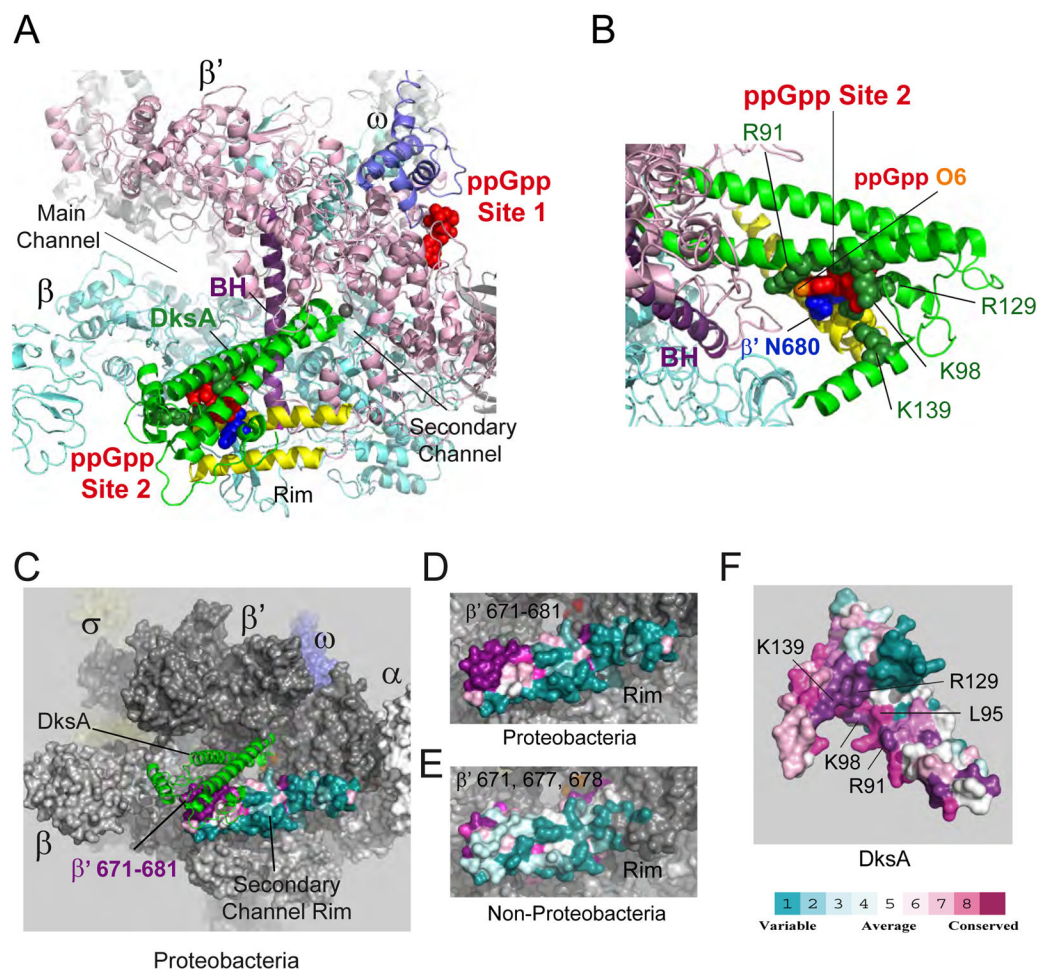 A
β'
ω
ppGpp
Site 1
Main
Channel
β
BH
DksA
Secondary
Channel
ppGpp
Site 2
Rim
B
ppGpp Site 2
R91
ppGpp O6
R129
BH
β' N680
K98
K139
C
σ
β'
ω
α
DksA
β
β' 671-681
Secondary
Channel Rim
Proteobacteria
D
β' 671-681
Rim
Proteobacteria
E
β' 671, 677, 678
Rim
Non-Proteobacteria
F
K139
R129
L95
K98
R91
DksA
1 2 3 4 5 6 7 8
Variable Average Conserved